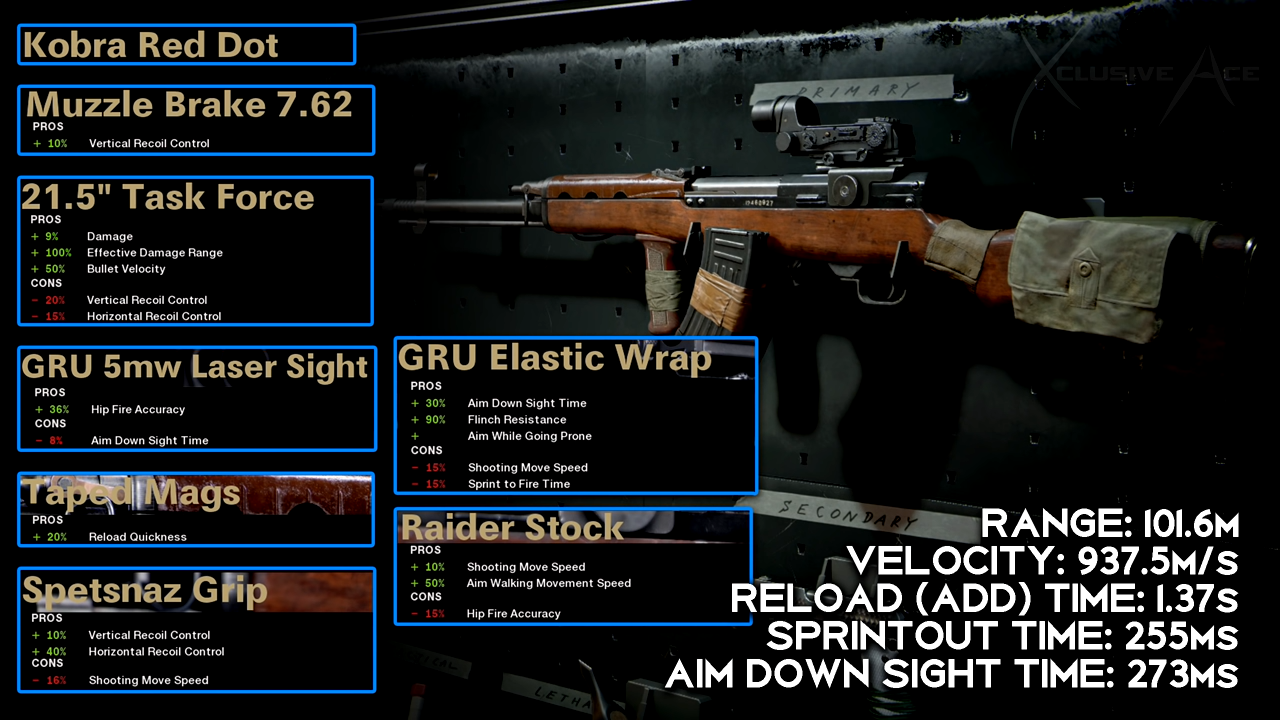 Kobra Red Dot
Muzzle Brake 7.62
PROS
+ 10% Vertical Recoil Control
21.5" Task Force
PROS
+ 9% Damage
+ 100% Effective Damage Range
+ 50% Bullet Velocity
CONS
- 20% Vertical Recoil Control
- 15% Horizontal Recoil Control
GRU 5mw Laser Sight
PROS
+ 36% Hip Fire Accuracy
CONS
- 8% Aim Down Sight Time
Taped Mags
PROS
+ 20% Reload Quickness
Spetsnaz Grip
PROS
+ 10% Vertical Recoil Control
+ 40% Horizontal Recoil Control
CONS
- 16% Shooting Move Speed
GRU Elastic Wrap
PROS
+ 30% Aim Down Sight Time
+ 90% Flinch Resistance
+ Aim While Going Prone
CONS
- 15% Shooting Move Speed
- 15% Sprint to Fire Time
Raider Stock
PROS
+ 10% Shooting Move Speed
+ 50% Aim Walking Movement Speed
CONS
- 15% Hip Fire Accuracy
XCLUSIVE ACE
PRIMARY
SECONDARY
LETHA
RANGE: 101.6M
VELOCITY: 937.5M/S
RELOAD (ADD) TIME: 1.37S
SPRINTOUT TIME: 255MS
AIM DOWN SIGHT TIME: 273MS